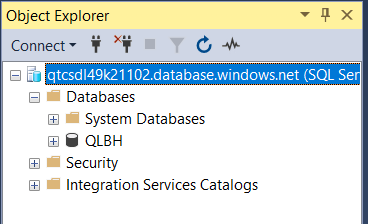 Object Explorer
Connect
qtcsdl49k21102.database.windows.net (SQL Ser
Databases
System Databases
QLBH
Security
Integration Services Catalogs